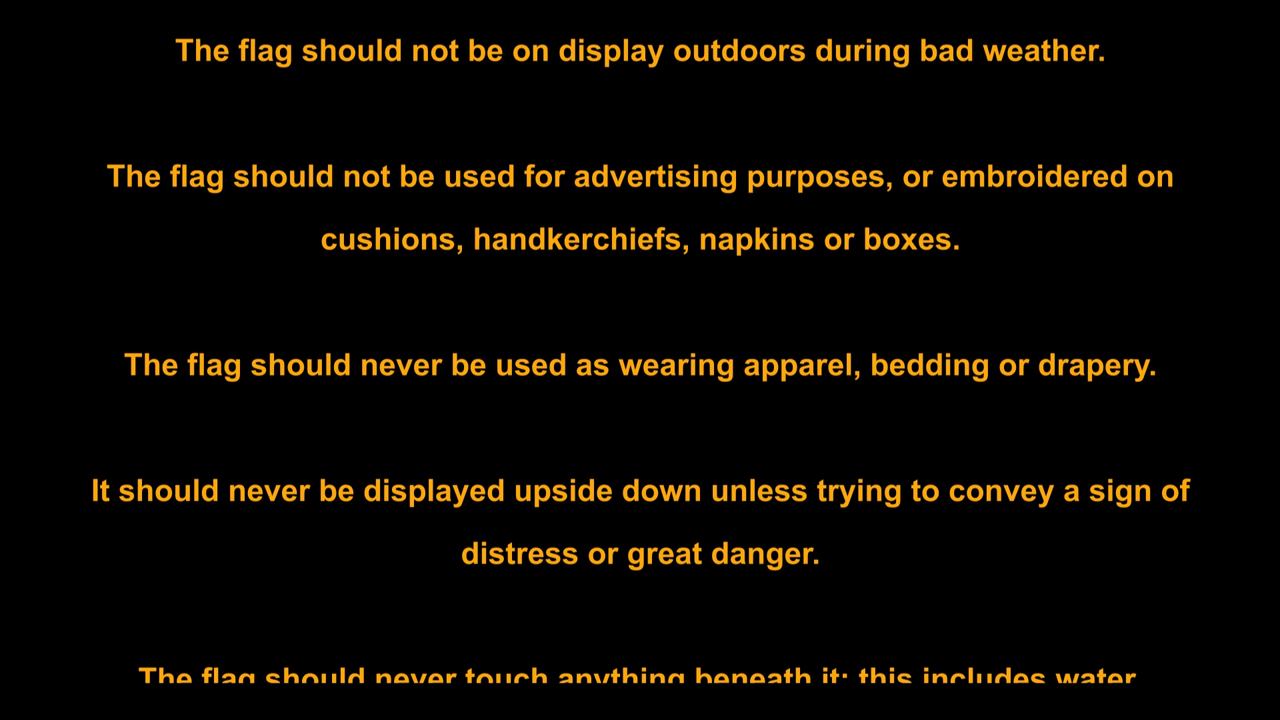 The flag should not be on display outdoors during bad weather.
The flag should not be used for advertising purposes, or embroidered on
cushions, handkerchiefs, napkins or boxes.
The flag should never be used as wearing apparel, bedding or drapery.
It should never be displayed upside down unless trying to convey a sign of
distress or great danger.
The flag should never touch anything beneath it; this includes water